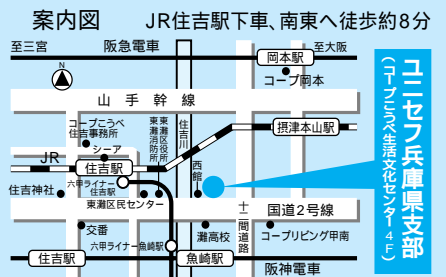 案内図
JR住吉駅下車、南東へ徒歩約8分
至三宮
阪急電車
岡本駅
至大阪
N
コープ岡本
山手幹線
コープこうべ
住吉事務所
シーア
東灘区役所
東灘消防所
住吉川
摂津本山駅
JR
住吉駅
六甲ライナー
住吉駅
西館
住吉神社
東灘区民センター
十二間道路
国道2号線
交番
六甲ライナー魚崎駅
灘高校
コープリビング甲南
住吉駅
魚崎駅
阪神電車
ユニセフ兵庫県支部
(コープこうべ生活文化センター4F)